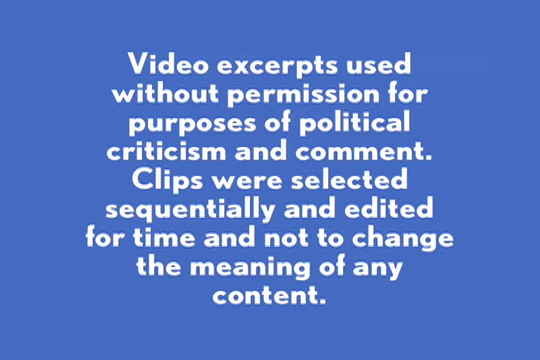 Video excerpts used
without permission for
purposes of political
criticism and comment.
Clips were selected
sequentially and edited
for time and not to change
the meaning of any
content.